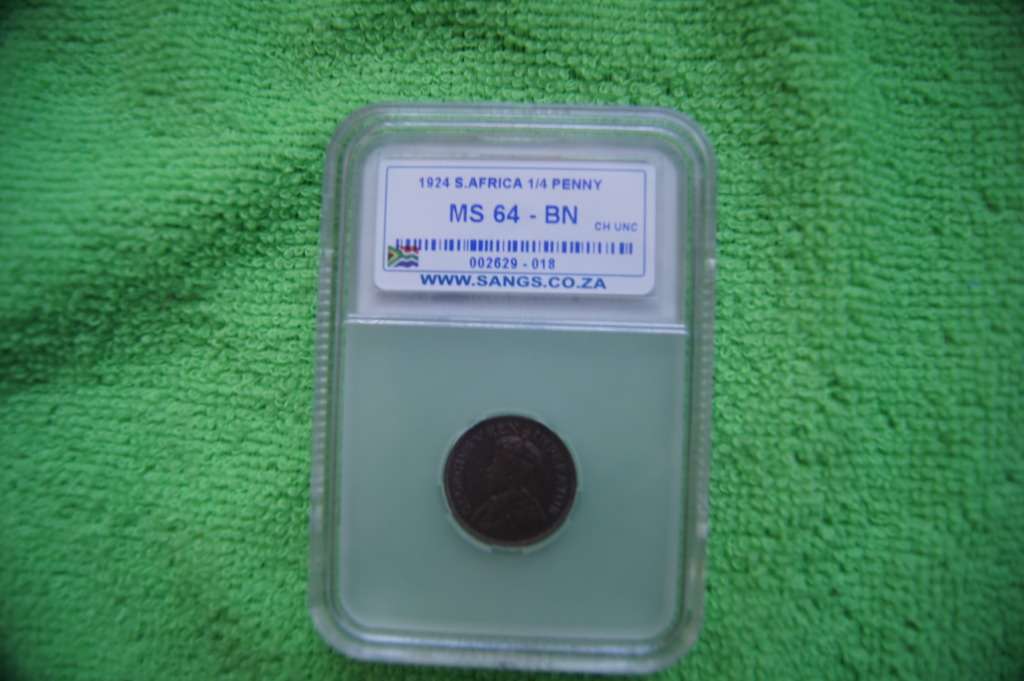 1924 S.AFRICA 1/4 PENNY
MS 64 - BN
CH UNC
002629 - 018
WWW.SANGS.CO.ZA